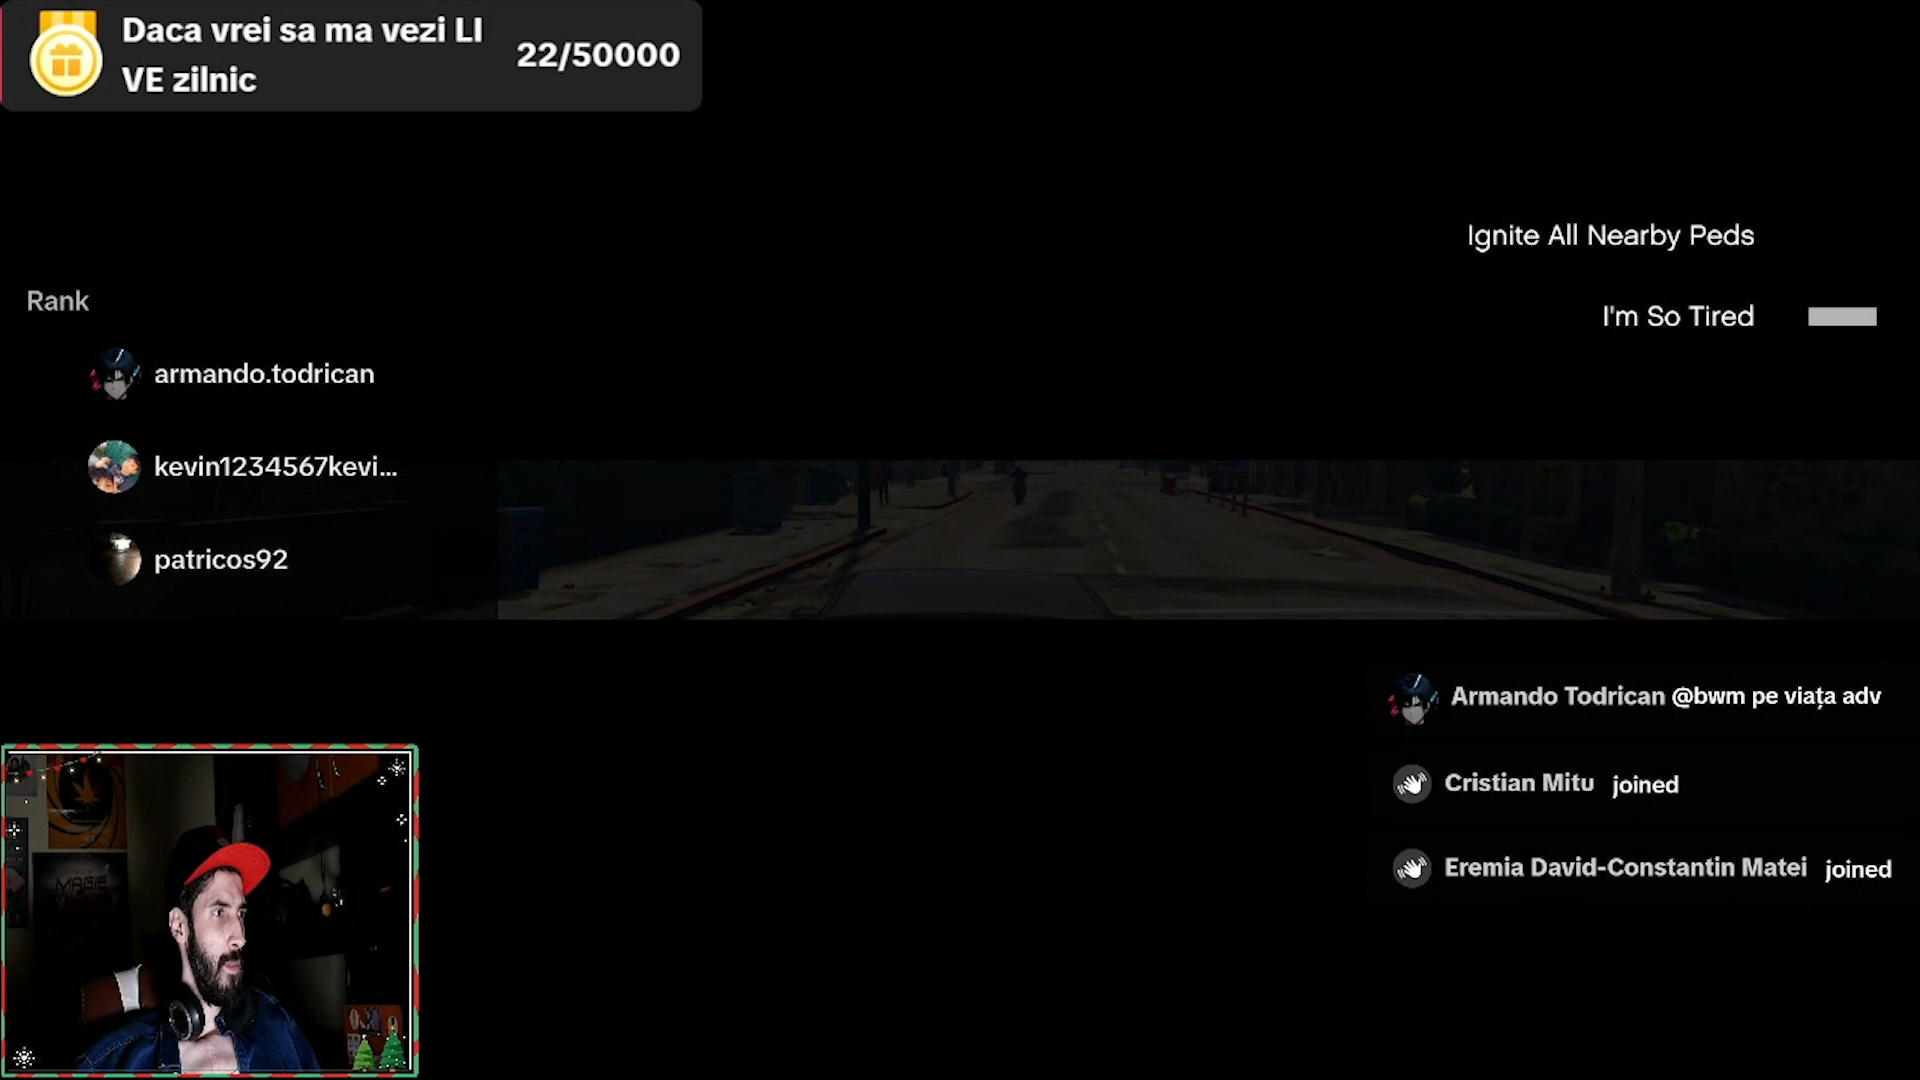 Daca vrei sa ma vezi LI
VE zilnic
22/50000
Ignite All Nearby Peds
I'm So Tired
Rank
armando.todrican
kevin1234567kevi...
patricos92
Armando Todrican @bwm pe viața adv
Cristian Mitu joined
Eremia David-Constantin Matei joined
MAGIE